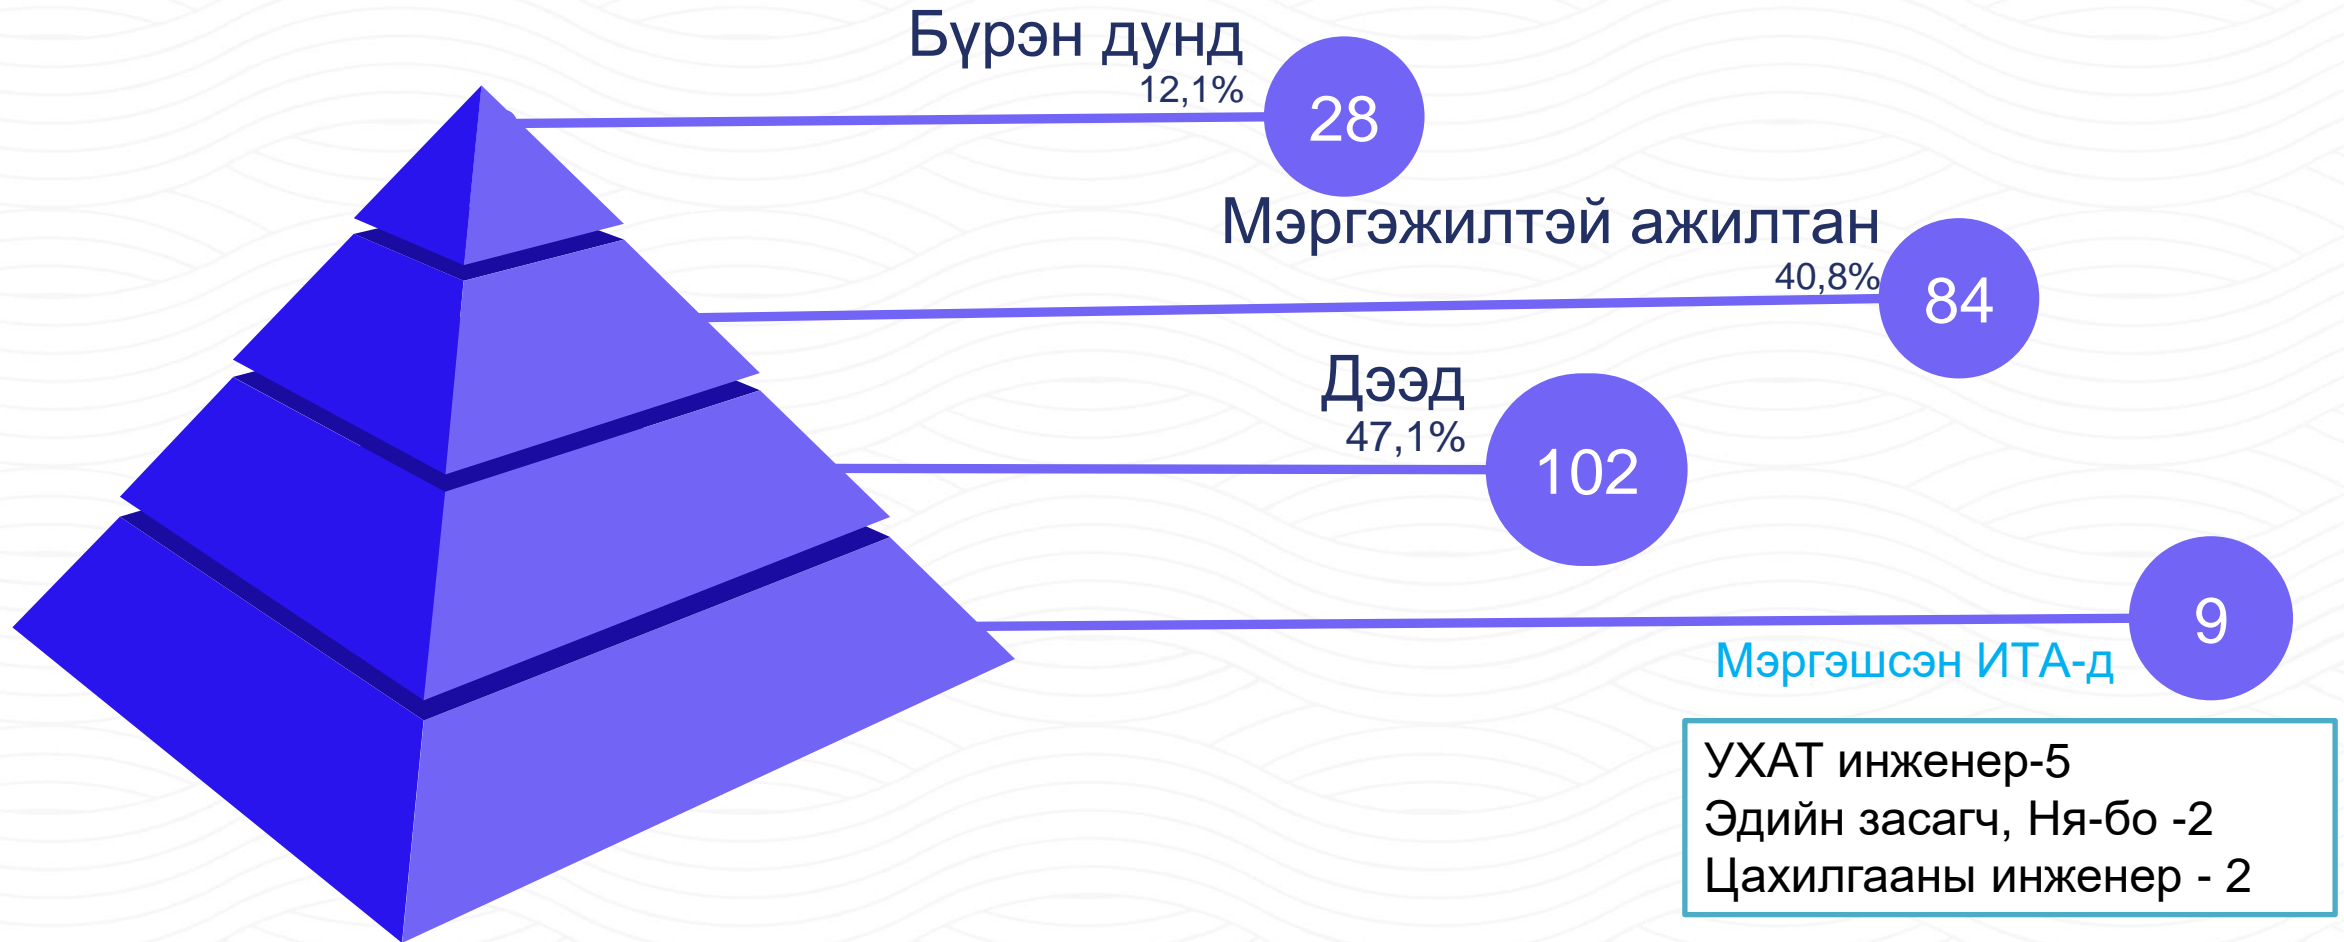 Бүрэн дунд
12,1%
28
Мэргэжилтэй ажилтан
40,8%
84
Дээд
47,1%
102
9
Мэргэшсэн ИТА-д
УХАТ инженер-5
Эдийн засагч, Ня-бо -2
Цахилгааны инженер - 2